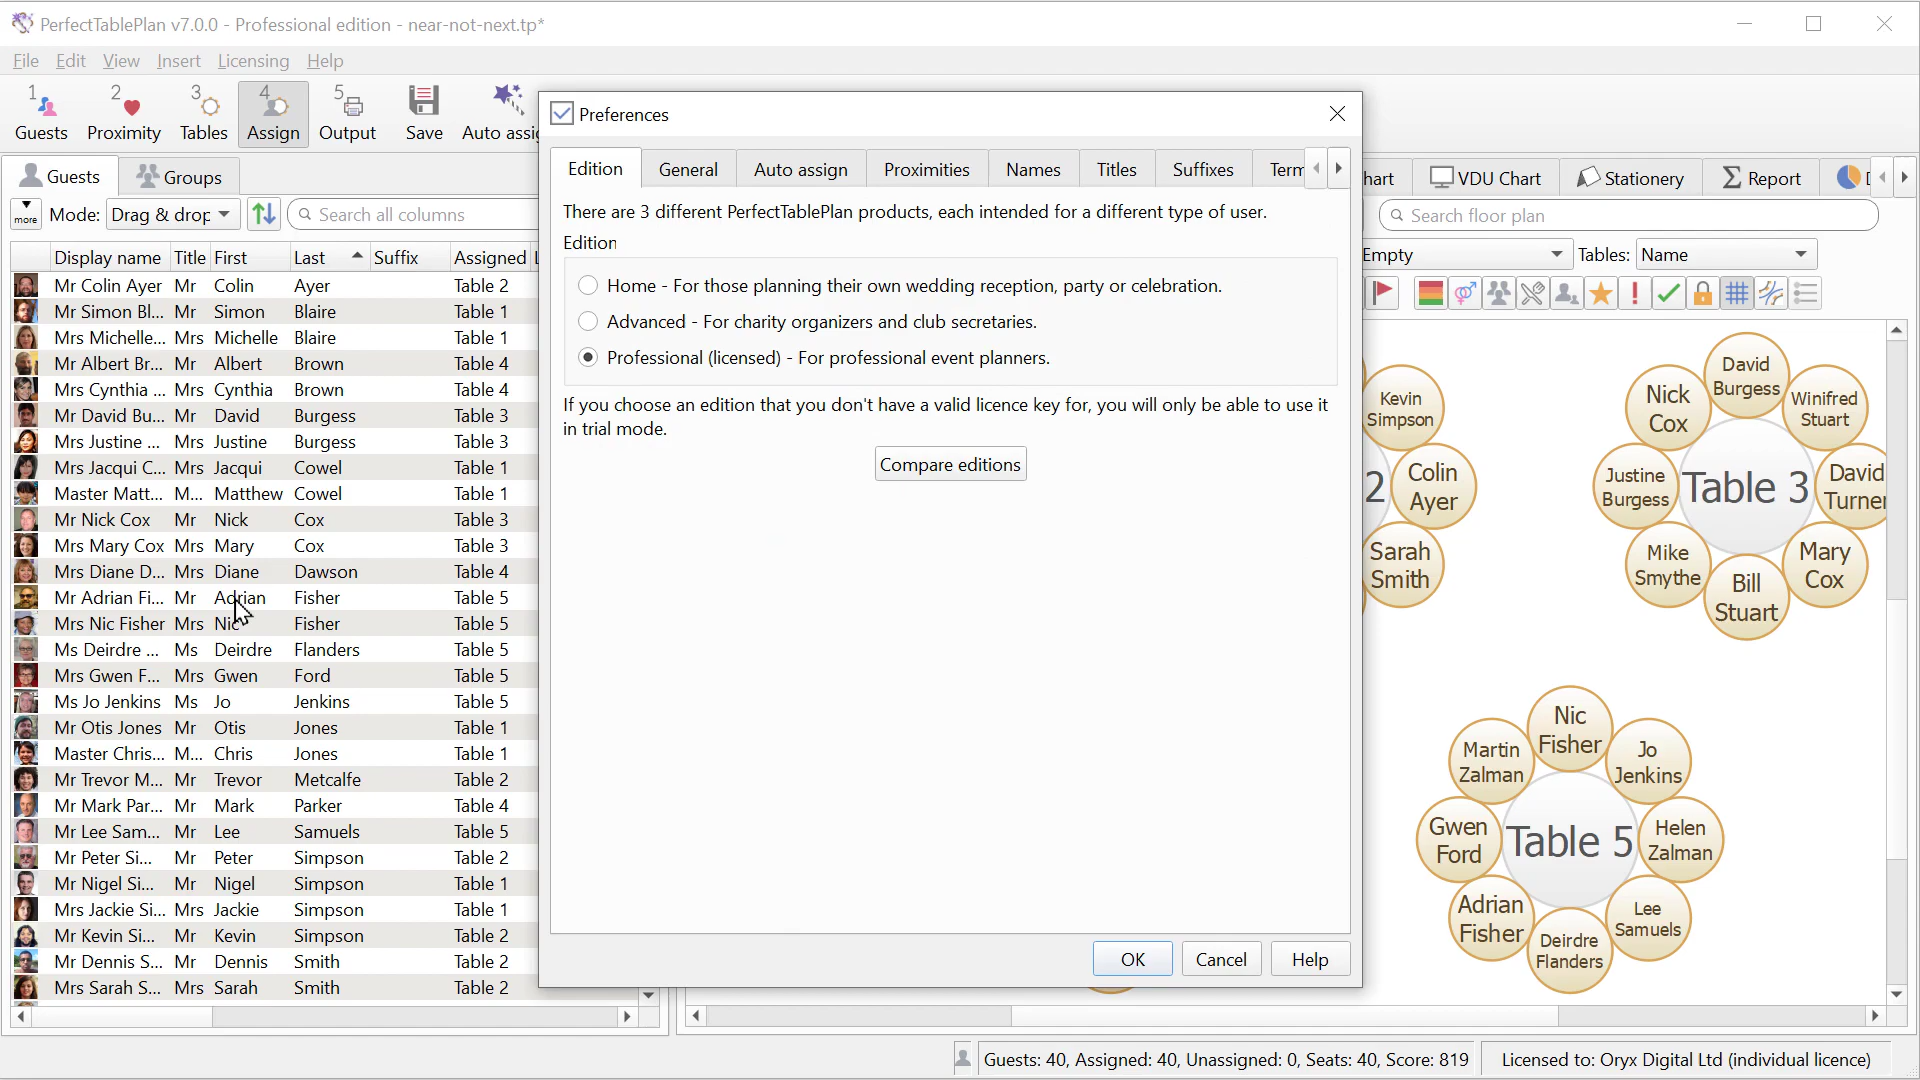 PerfectTablePlan v7.0.0 - Professional edition - near-not-next.tp*
File Edit View Insert Licensing Help
1 2 3 4 5
Guests Proximity Tables Assign Output Save Auto assig
Guests Groups
more Mode: Drag & drop Search all columns
Display name Title First Last Suffix Assigned
Mr Colin Ayer Mr Colin Ayer Table 2
Mr Simon Bl... Mr Simon Blaire Table 1
Mrs Michelle... Mrs Michelle Blaire Table 1
Mr Albert Br... Mr Albert Brown Table 4
Mrs Cynthia ... Mrs Cynthia Brown Table 4
Mr David Bu... Mr David Burgess Table 3
Mrs Justine ... Mrs Justine Burgess Table 3
Mrs Jacqui C... Mrs Jacqui Cowel Table 1
Master Matt... M... Matthew Cowel Table 1
Mr Nick Cox Mr Nick Cox Table 3
Mrs Mary Cox Mrs Mary Cox Table 3
Mrs Diane D... Mrs Diane Dawson Table 4
Mr Adrian Fi... Mr Adrian Fisher Table 5
Mrs Nic Fisher Mrs Nic Fisher Table 5
Ms Deirdre ... Ms Deirdre Flanders Table 5
Mrs Gwen F... Mrs Gwen Ford Table 5
Ms Jo Jenkins Ms Jo Jenkins Table 5
Mr Otis Jones Mr Otis Jones Table 1
Master Chris... M... Chris Jones Table 1
Mr Trevor M... Mr Trevor Metcalfe Table 2
Mr Mark Par... Mr Mark Parker Table 4
Mr Lee Sam... Mr Lee Samuels Table 5
Mr Peter Si... Mr Peter Simpson Table 2
Mr Nigel Si... Mr Nigel Simpson Table 1
Mrs Jackie Si... Mrs Jackie Simpson Table 1
Mr Kevin Si... Mr Kevin Simpson Table 2
Mr Dennis S... Mr Dennis Smith Table 2
Mrs Sarah S... Mrs Sarah Smith Table 2
Preferences
Edition General Auto assign Proximities Names Titles Suffixes Term
There are 3 different PerfectTablePlan products, each intended for a different type of user.
Edition
Home - For those planning their own wedding reception, party or celebration.
Advanced - For charity organizers and club secretaries.
Professional (licensed) - For professional event planners.
If you choose an edition that you don't have a valid licence key for, you will only be able to use it
in trial mode.
Compare editions
OK Cancel Help
hart VDU Chart Stationery Report
Search floor plan
Empty Tables: Name
Kevin
Simpson
2
Colin
Ayer
Sarah
Smith
David
Burgess
Nick
Cox
Winifred
Stuart
Justine
Burgess
Table 3
David
Turner
Mike
Smythe
Mary
Cox
Bill
Stuart
Nic
Fisher
Martin
Zalman
Jo
Jenkins
Gwen
Ford
Table 5
Helen
Zalman
Adrian
Fisher
Lee
Samuels
Deirdre
Flanders
Guests: 40, Assigned: 40, Unassigned: 0, Seats: 40, Score: 819
Licensed to: Oryx Digital Ltd (individual licence)